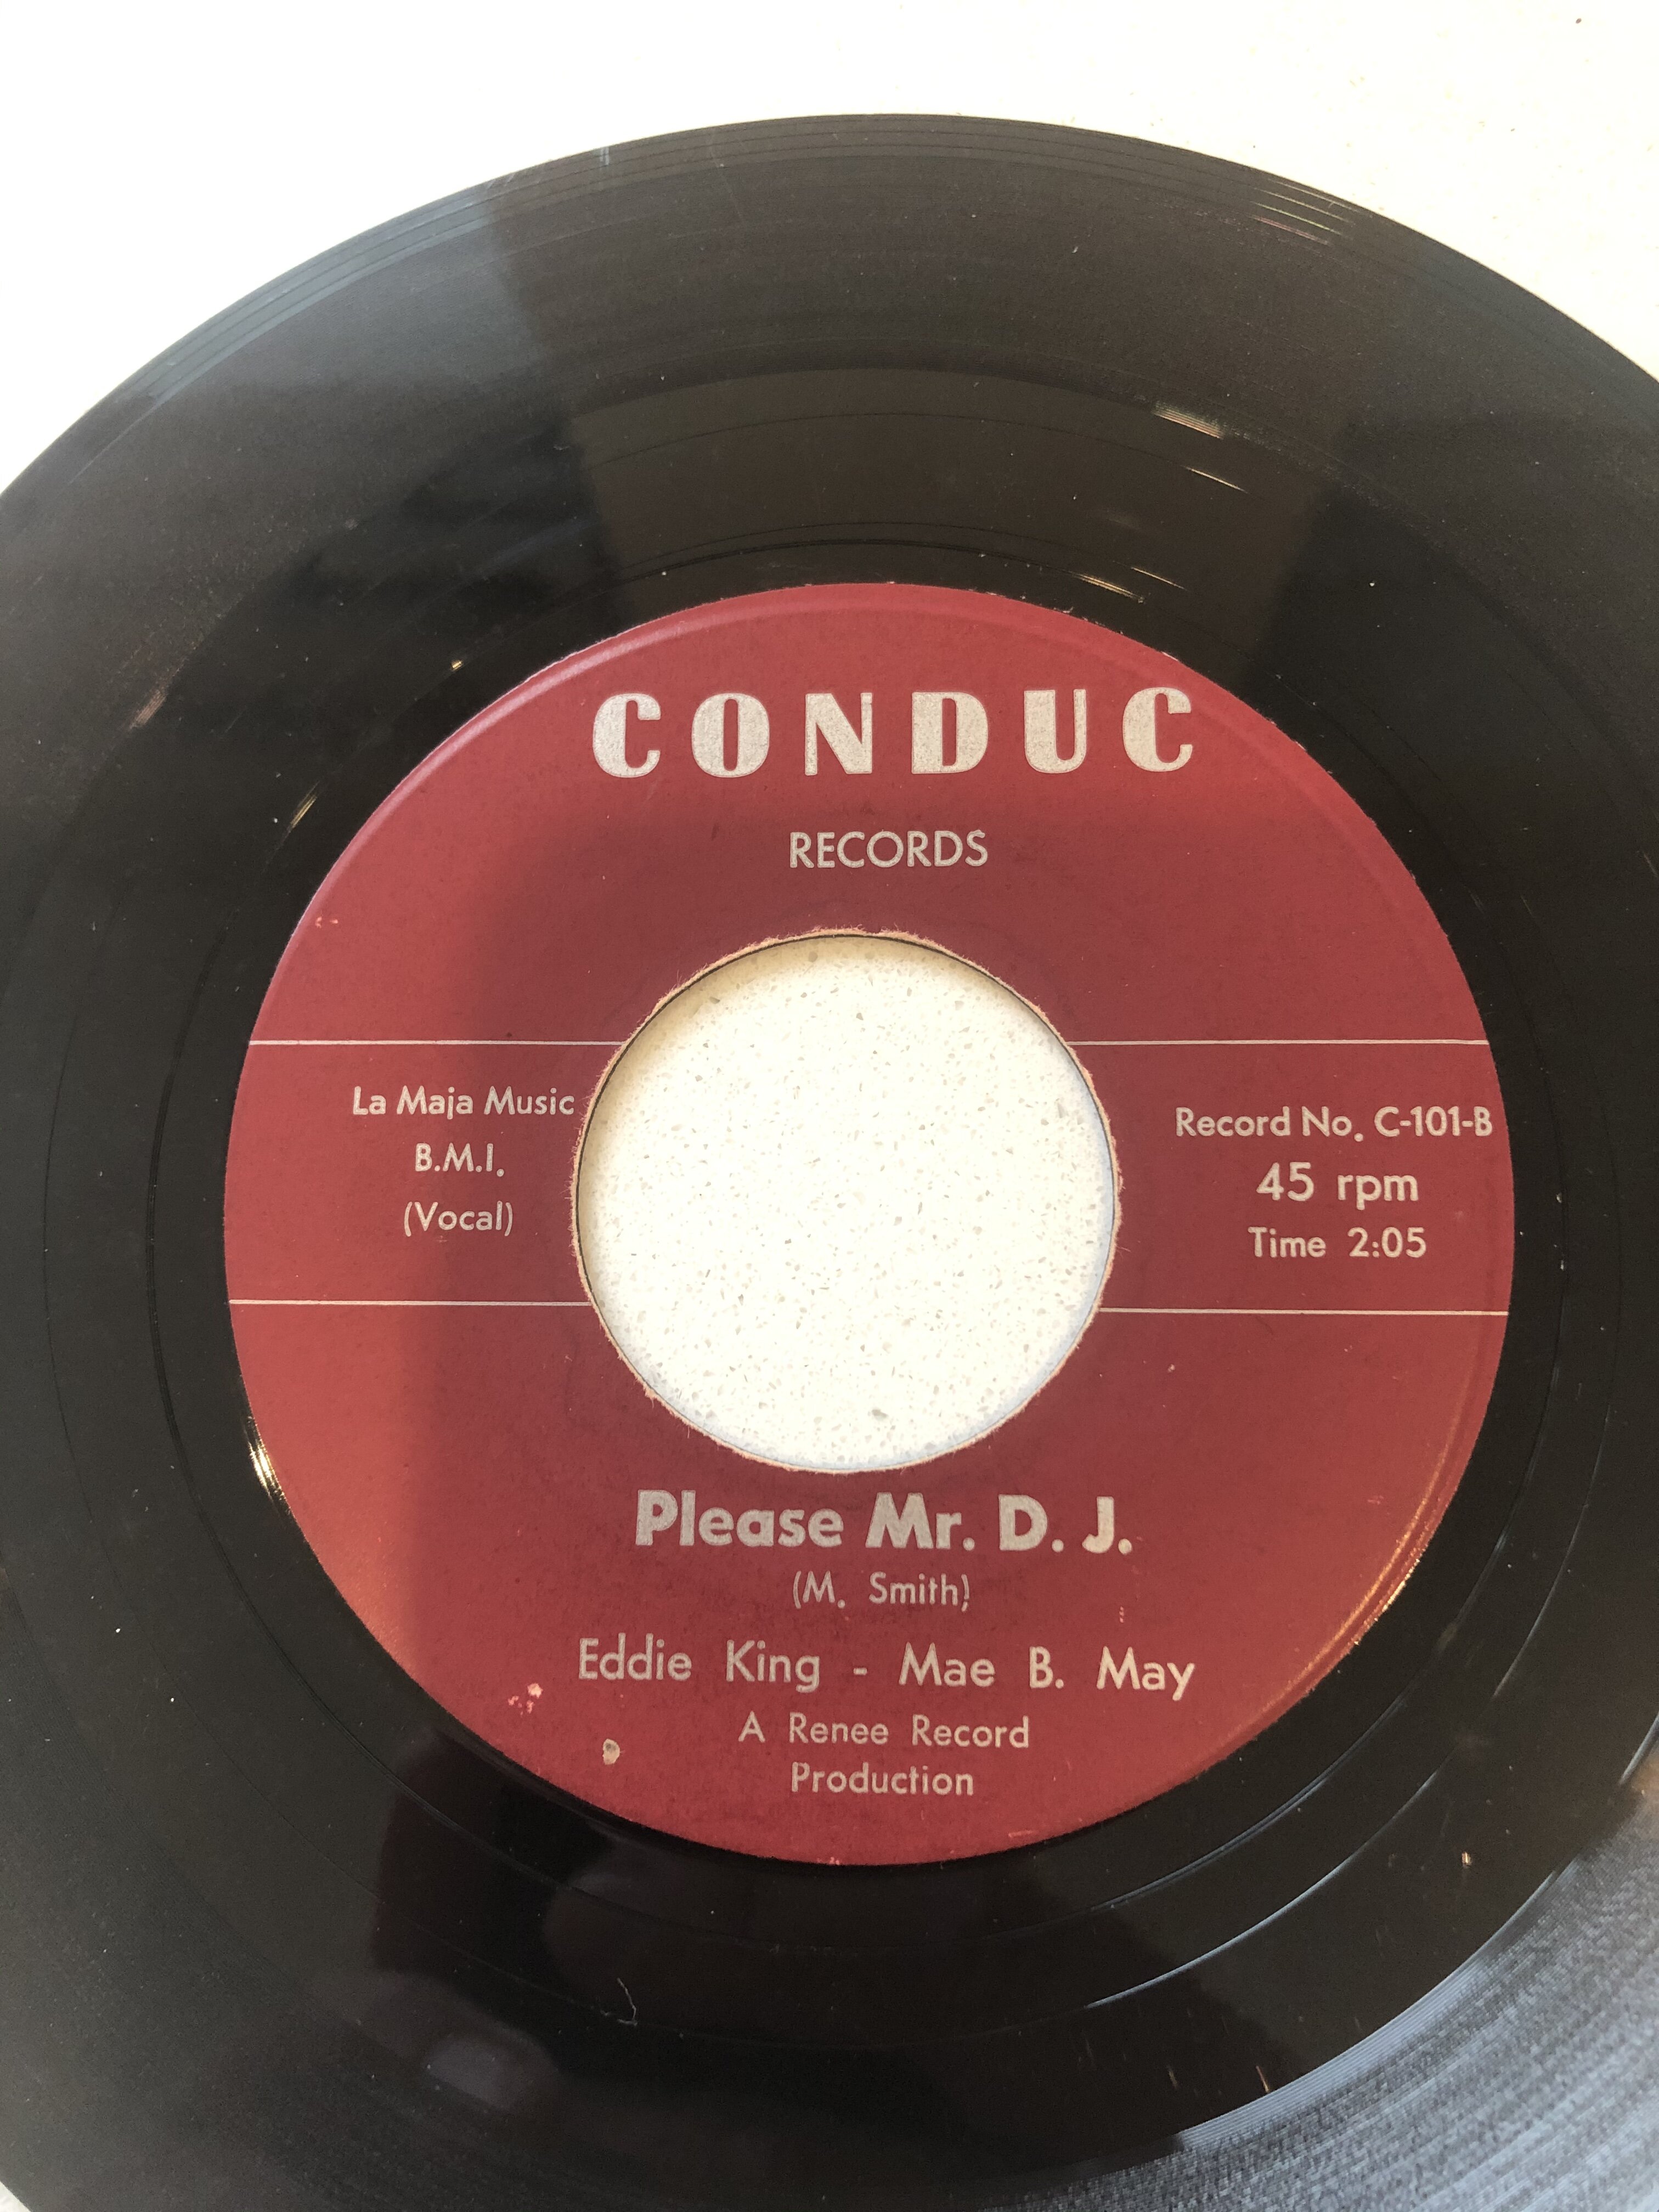 CONDUC
RECORDS
La Maja Music
B.M.I.
(Vocal)
Record No. C-101-B
45 rpm
Time 2:05
Please Mr. D. J.
(M. Smith)
Eddie King - Mae B. May
A Renee Record
Production